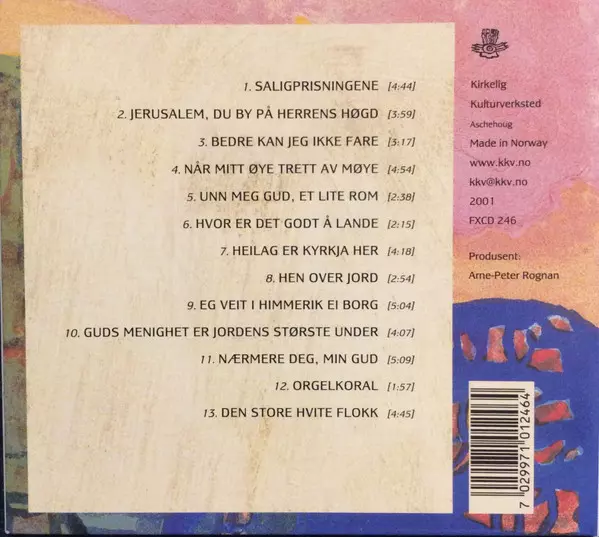 1. SALIGPRISNINGENE [4:44]
2. JERUSALEM, DU BY PÅ HERRENS HØGD [3:59]
3. BEDRE KAN JEG IKKE FARE [3:17]
4. NÅR MITT ØYE TRETT AV MØYE [4:54]
5. UNN MEG GUD, ET LITE ROM [2:38]
6. HVOR ER DET GODT Å LANDE [2:15]
7. HEILAG ER KYRKJA HER [4:18]
8. HEN OVER JORD [2:54]
9. EG VEIT I HIMMERIK EI BORG [5:04]
10. GUDS MENIGHET ER JORDENS STØRSTE UNDER [4:07]
11. NÆRMERE DEG, MIN GUD [5:09]
12. ORGELKORAL [1:57]
13. DEN STORE HVITE FLOKK [4:45]
Kirkelig
Kulturverksted
Aschehoug
Made in Norway
www.kkv.no
kkv@kkv.no
2001
FXCD 246
Produsent:
Arne-Peter Rognan
7 029971 012464